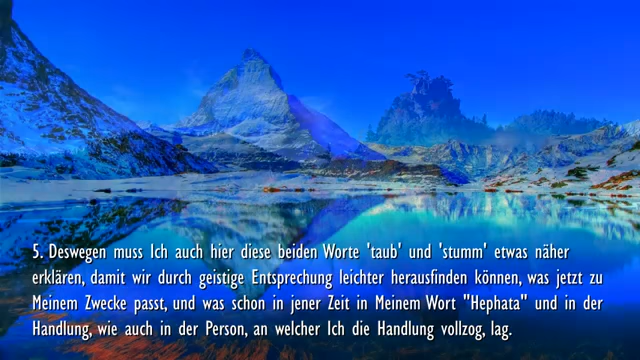 5. Deswegen muss Ich auch hier diese beiden Worte 'taub' und 'stumm' etwas näher
erklären, damit wir durch geistige Entsprechung leichter herausfinden können, was jetzt zu
Meinem Zwecke passt, und was schon in jener Zeit in Meinem Wort "Hephata" und in der
Handlung, wie auch in der Person, an welcher Ich die Handlung vollzog, lag.